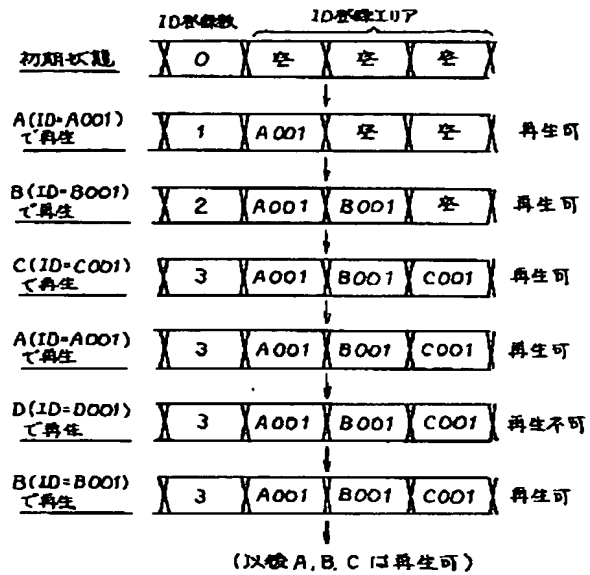 ID登録数 ID登録エリア
初期状態 0 空 空 空
A(ID=A001)
で再生 1 A001 空 空 再生可
B(ID=B001)
で再生 2 A001 B001 空 再生可
C(ID=C001)
で再生 3 A001 B001 C001 再生可
A(ID=A001)
で再生 3 A001 B001 C001 再生可
D(ID=D001)
で再生 3 A001 B001 C001 再生不可
B(ID=B001)
で再生 3 A001 B001 C001 再生可
(以後A,B,Cは再生可)